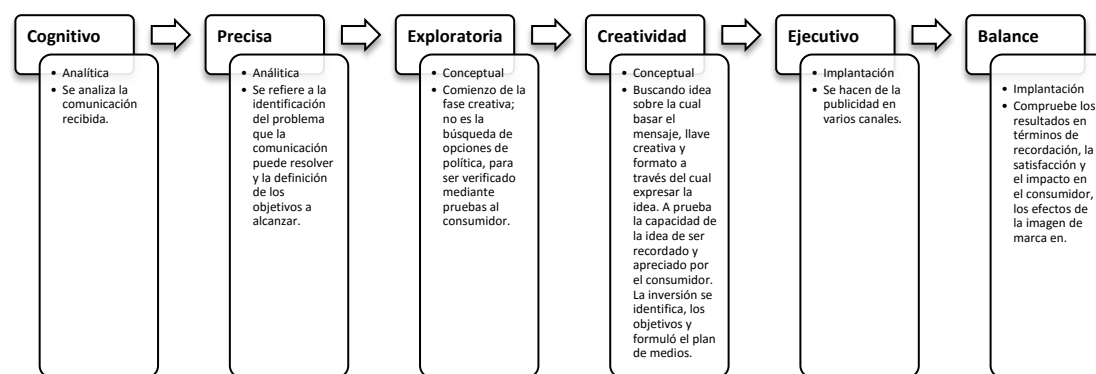 Cognitivo
• Analítica
• Se analiza la
comunicación
recibida.
Precisa
• Análitica
• Se refiere a la
identificación
del problema
que la
comunicación
puede resolver
y la definición
de los
objetivos a
alcanzar.
Exploratoria
• Conceptual
• Comienzo de la
fase creativa;
no es la
búsqueda de
opciones de
política, para
ser verificado
mediante
pruebas al
consumidor.
Creatividad
• Conceptual
• Buscando idea
sobre la cual
basar el
mensaje, llave
creativa y
formato a
través del cual
expresar la
idea. A prueba
la capacidad de
la idea de ser
recordado y
apreciado por
el consumidor.
La inversión se
identifica, los
objetivos y
formuló el plan
de medios.
Ejecutivo
• Implantación
• Se hacen de la
publicidad en
varios canales.
Balance
• Implantación
• Compruebe los
resultados en
términos de
recordación, la
satisfacción y
el impacto en
el consumidor,
los efectos de
la imagen de
marca en.